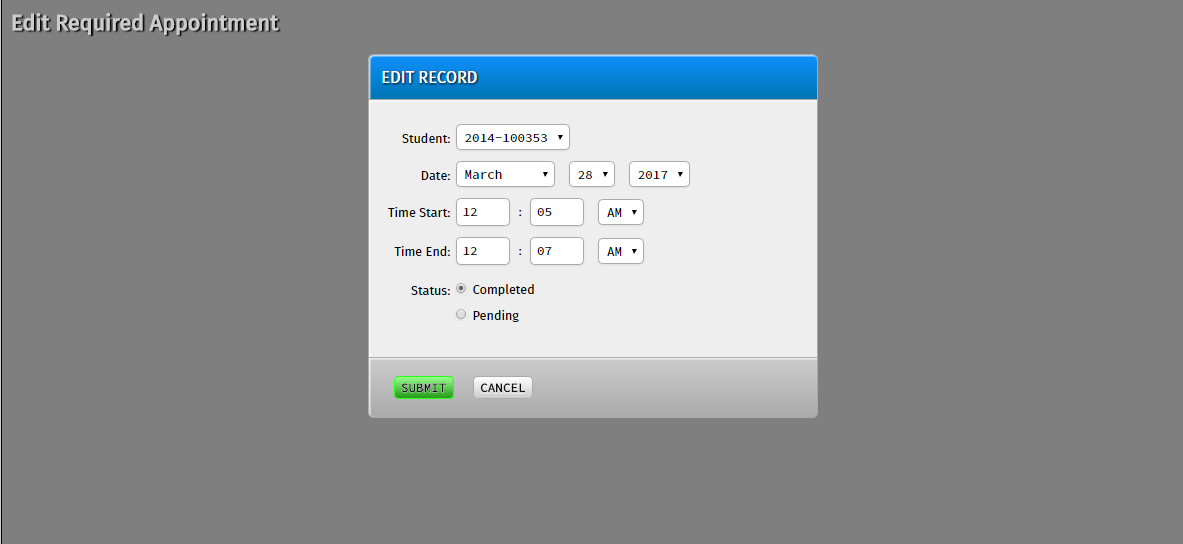 Edit Required Appointment
EDIT RECORD
Student: 2014-100353
Date: March 28 2017
Time Start: 12 : 05 AM
Time End: 12 : 07 AM
Status: Completed
Pending
SUBMIT CANCEL